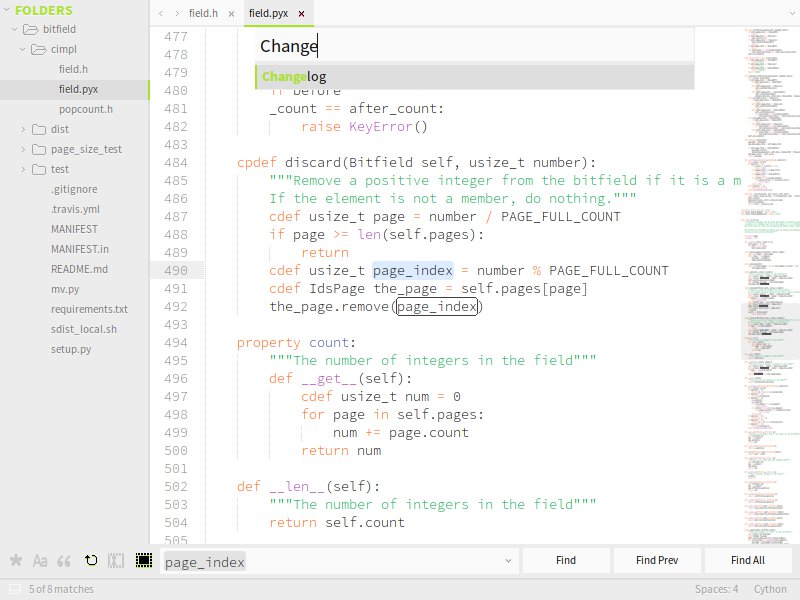 FOLDERS
bitfield
cimpl
field.h
field.pyx
popcount.h
dist
page_size_test
test
.gitignore
.travis.yml
MANIFEST
MANIFEST.in
README.md
mv.py
requirements.txt
sdist_local.sh
setup.py
field.h ×
field.pyx ×
Change
Changelog
477
478
479
480 if before
481 _count == after_count:
482 raise KeyError()
483
484 cpdef discard(Bitfield self, usize_t number):
485 """Remove a positive integer from the bitfield if it is a m
486 If the element is not a member, do nothing."""
487 cdef usize_t page = number / PAGE_FULL_COUNT
488 if page >= len(self.pages):
489 return
490 cdef usize_t page_index = number % PAGE_FULL_COUNT
491 cdef IdsPage the_page = self.pages[page]
492 the_page.remove(page_index)
493
494 property count:
495 """The number of integers in the field"""
496 def __get__(self):
497 cdef usize_t num = 0
498 for page in self.pages:
499 num += page.count
500 return num
501
502 def __len__(self):
503 """The number of integers in the field"""
504 return self.count
505
Aa
page_index
Find
Find Prev
Find All
5 of 8 matches
Spaces: 4
Cython